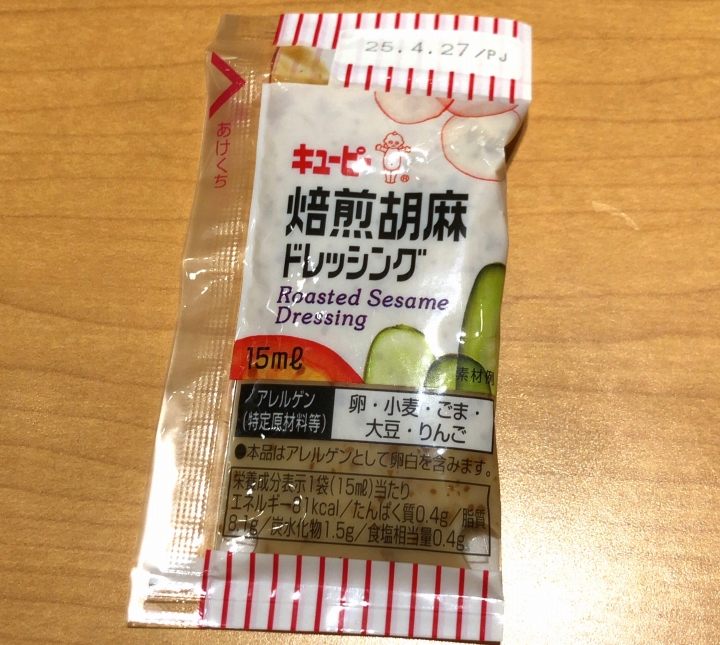 25.4.27/PJ
あけくち
キユーピー
®
焙煎胡麻
ドレッシング
Roasted Sesame
Dressing
15ml
素材例
アレルゲン
(特定原材料等)
卵・小麦・ごま・
大豆・りんご
●本品はアレルゲンとして卵白を含みます。
栄養成分表示1袋(15ml)当たり
エネルギー81kcal/たんぱく質0.4g/脂質
8.1g/炭水化物1.5g/食塩相当量0.4g